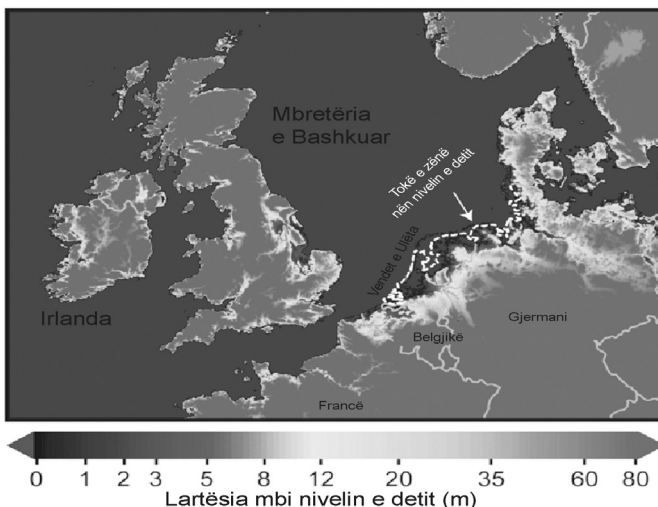 Mbretëria
e Bashkuar
Tokë e zënë
nën nivelin e detit
Vendet e Ulëta
Irlanda
Gjermani
Belgjikë
Francë
0 1 2 3 5 8 12 20 35 60 80
Lartësia mbi nivelin e detit (m)